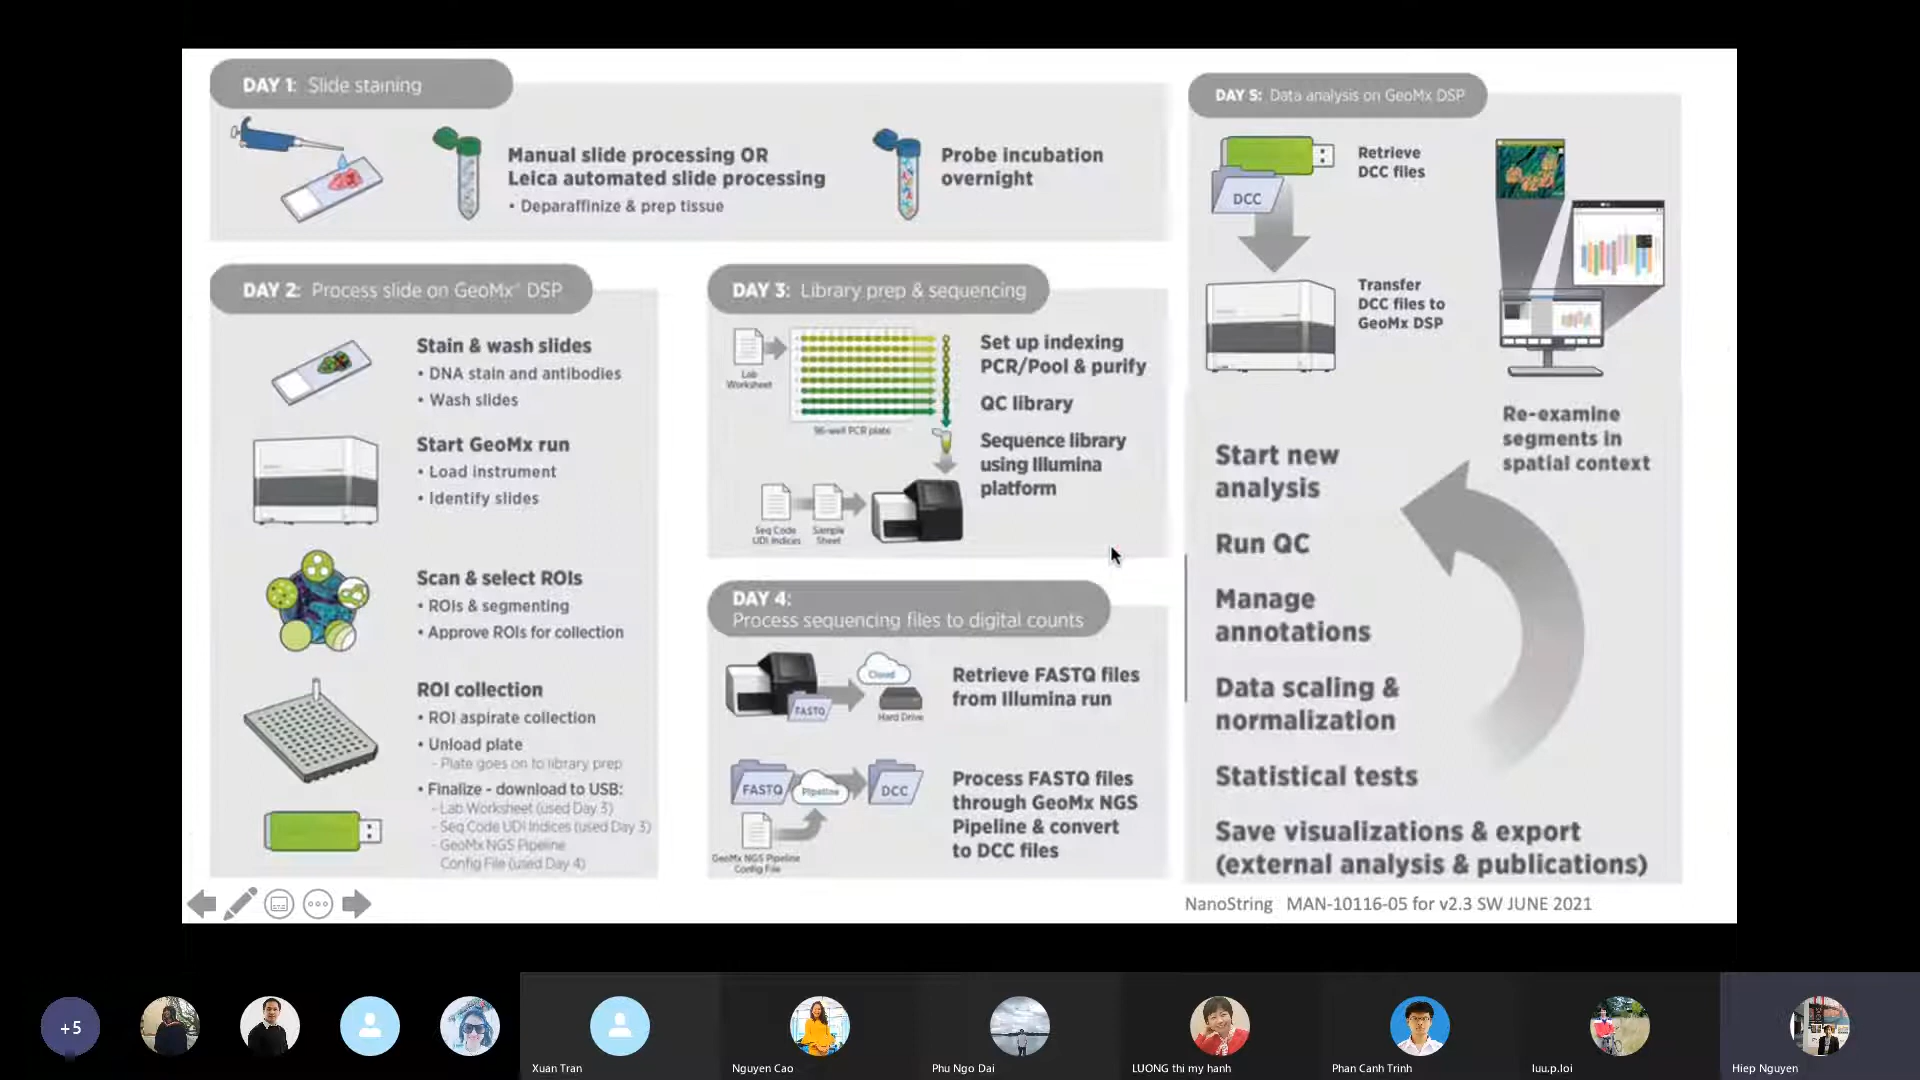 DAY 1: Slide staining
Manual slide processing OR
Leica automated slide processing
• Deparaffinize & prep tissue
Probe incubation
overnight
DAY 2: Process slide on GeoMx® DSP
Stain & wash slides
• DNA stain and antibodies
• Wash slides
Start GeoMx run
• Load instrument
• Identify slides
Scan & select ROIs
• ROIs & segmenting
• Approve ROIs for collection
ROI collection
• ROI aspirate collection
• Unload plate
- Plate goes on to library prep
• Finalize - download to USB:
- Lab Worksheet (used Day 3)
- Seq Code UDI Indices (used Day 3)
- GeoMx NGS Pipeline
Config File (used Day 4)
DAY 3: Library prep & sequencing
Lab
Worksheet
96-well PCR plate
Set up indexing
PCR/Pool & purify
QC library
Sequence library
using Illumina
platform
Seq Code
UDI Indices
Sample
Sheet
DAY 4:
Process sequencing files to digital counts
Cloud
FASTQ
Hard Drive
Retrieve FASTQ files
from Illumina run
FASTQ
Pipeline
DCC
GeoMx NGS Pipeline
Config File
Process FASTQ files
through GeoMx NGS
Pipeline & convert
to DCC files
DAY 5: Data analysis on GeoMx DSP
DCC
Retrieve
DCC files
Transfer
DCC files to
GeoMx DSP
Re-examine
segments in
spatial context
Start new
analysis
Run QC
Manage
annotations
Data scaling &
normalization
Statistical tests
Save visualizations & export
(external analysis & publications)
NanoString MAN-10116-05 for v2.3 SW JUNE 2021
+5
Xuan Tran
Nguyen Cao
Phu Ngo Dai
LUONG thi my hanh
Phan Canh Trinh
luu.p.loi
Hiep Nguyen